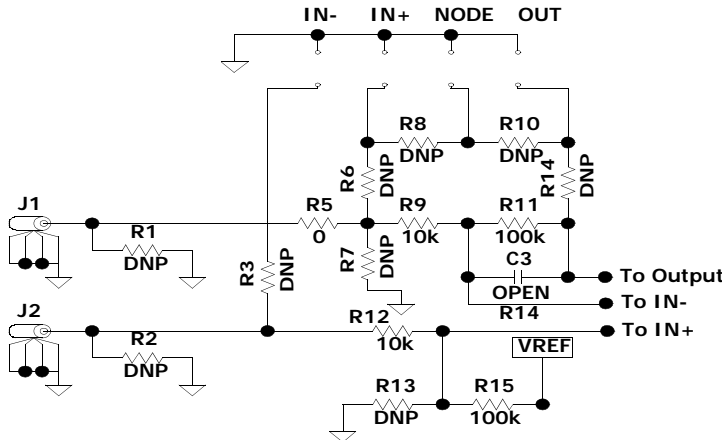 IN- IN+ NODE OUT
R8
DNP
R10
DNP
R6
DNP
R14
DNP
J1
R1
DNP
R5
0
R9
10k
R11
100k
R7
DNP
R3
DNP
C3
OPEN
To Output
To IN-
R14
To IN+
J2
R2
DNP
R12
10k
VREF
R13
DNP
R15
100k